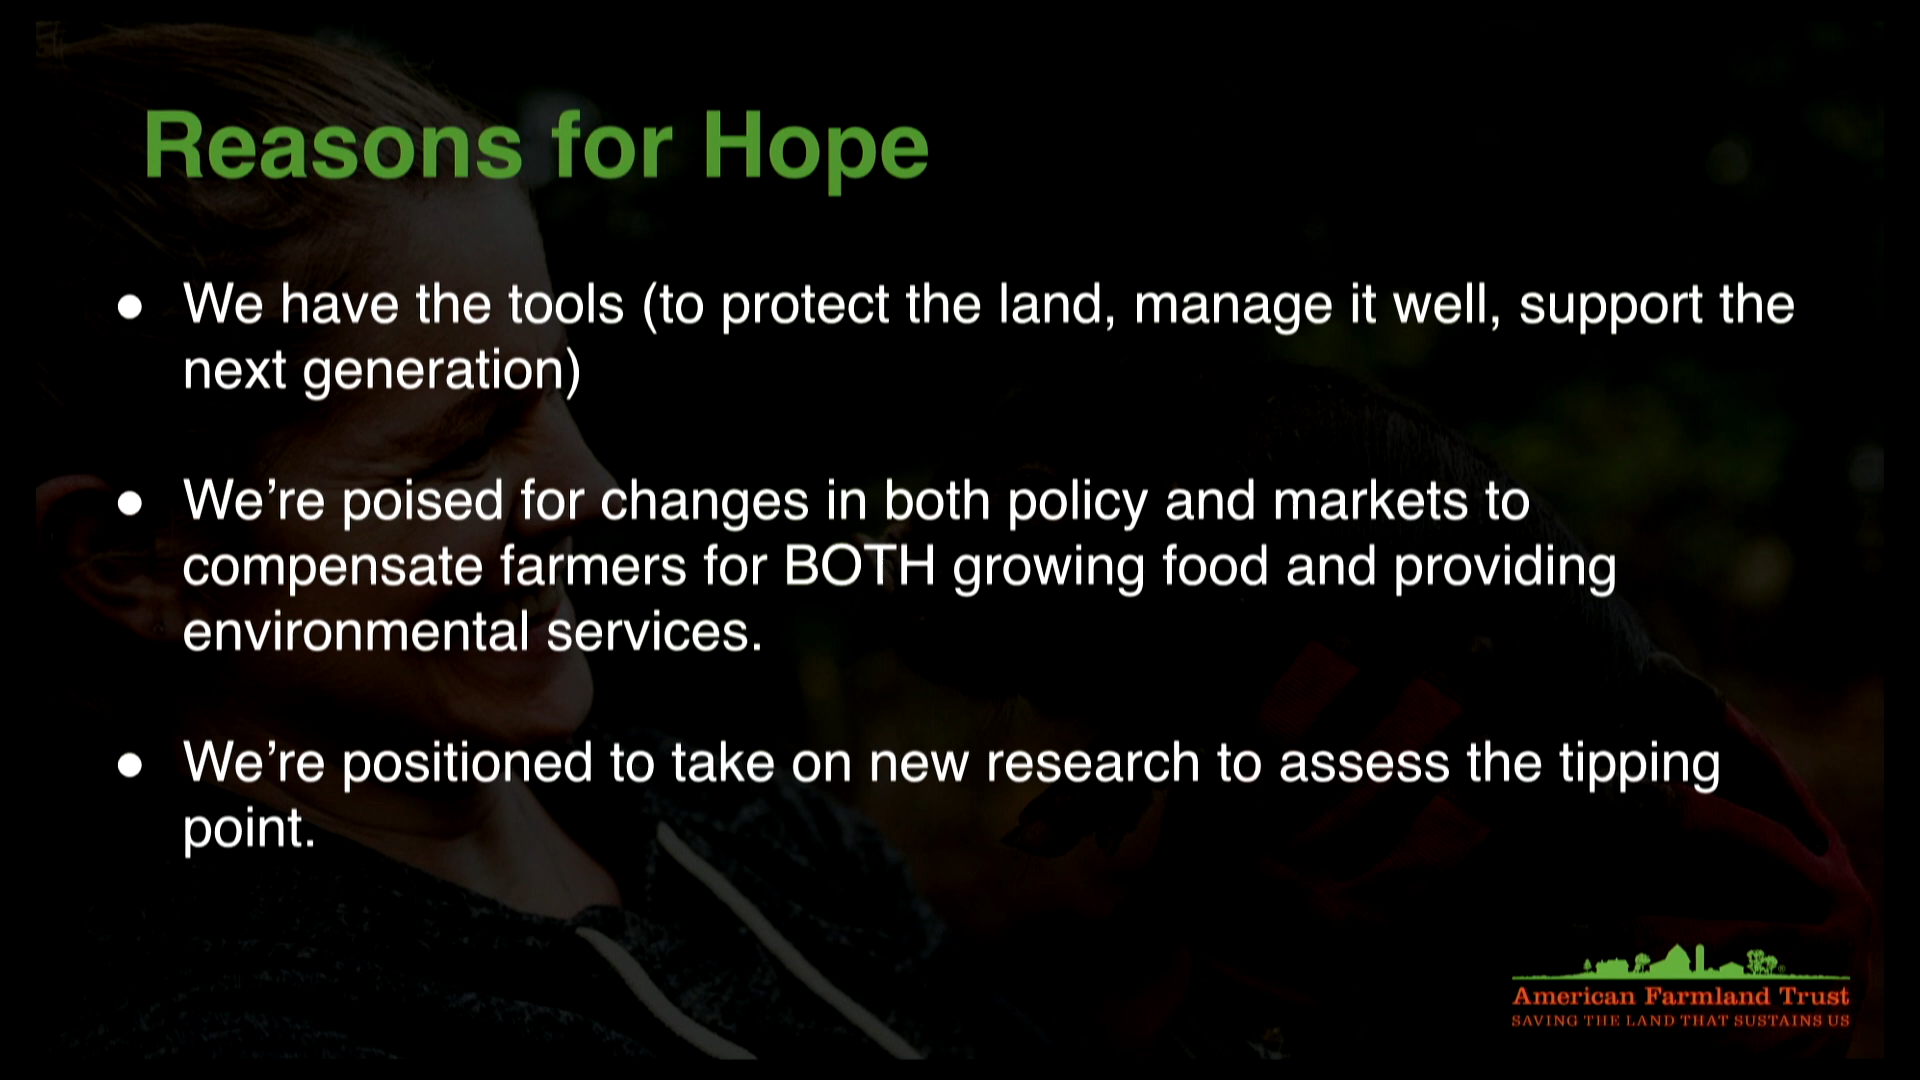 Reasons for Hope
● We have the tools (to protect the land, manage it well, support the
next generation)
● We’re poised for changes in both policy and markets to
compensate farmers for BOTH growing food and providing
environmental services.
● We’re positioned to take on new research to assess the tipping
point.
American Farmland Trust
SAVING THE LAND THAT SUSTAINS US